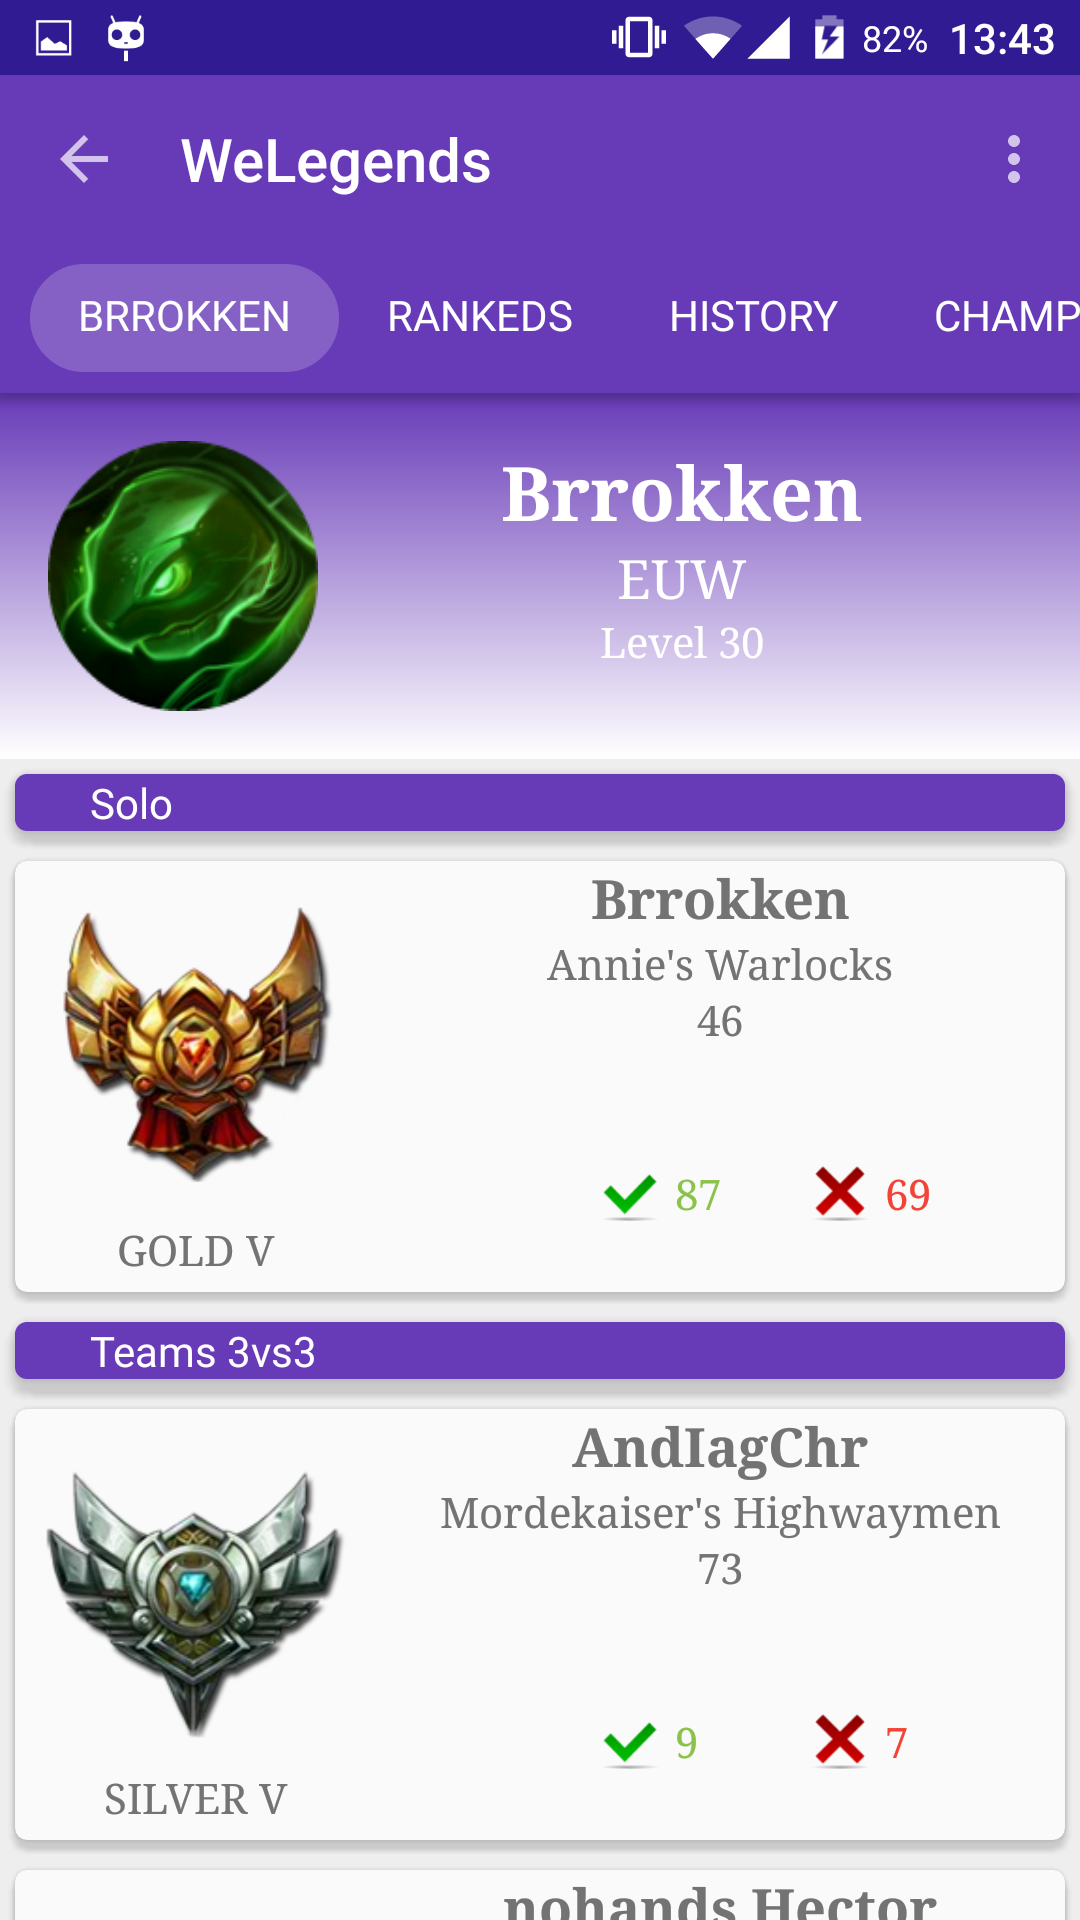 82% 13:43
WeLegends
BRROKKEN RANKEDS HISTORY CHAMP
Brrokken
EUW
Level 30
Solo
Brrokken
Annie's Warlocks
46
87 69
GOLD V
Teams 3vs3
AndIagChr
Mordekaiser's Highwaymen
73
9 7
SILVER V
nohands Hector